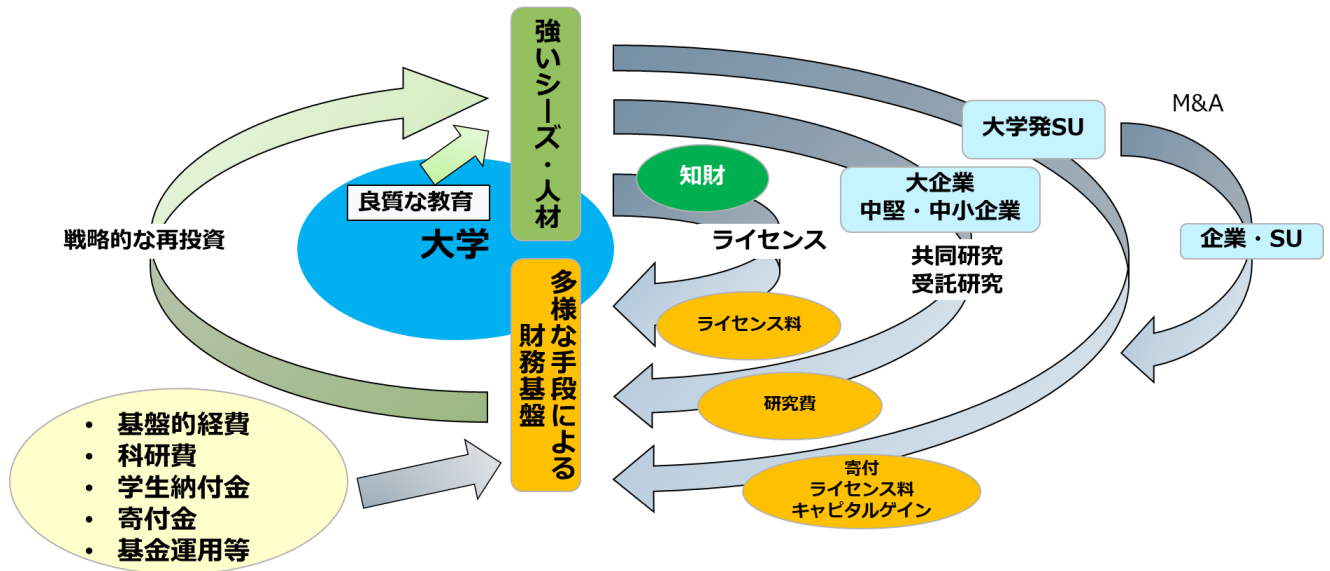 強いシーズ・人材
M&A
大学発SU
知財
大企業
中堅・中小企業
良質な教育
大学
戦略的な再投資
ライセンス
企業・SU
共同研究
受託研究
多様な手段による
財務基盤
ライセンス料
研究費
・ 基盤的経費
・ 科研費
・ 学生納付金
・ 寄付金
・ 基金運用等
寄付
ライセンス料
キャピタルゲイン